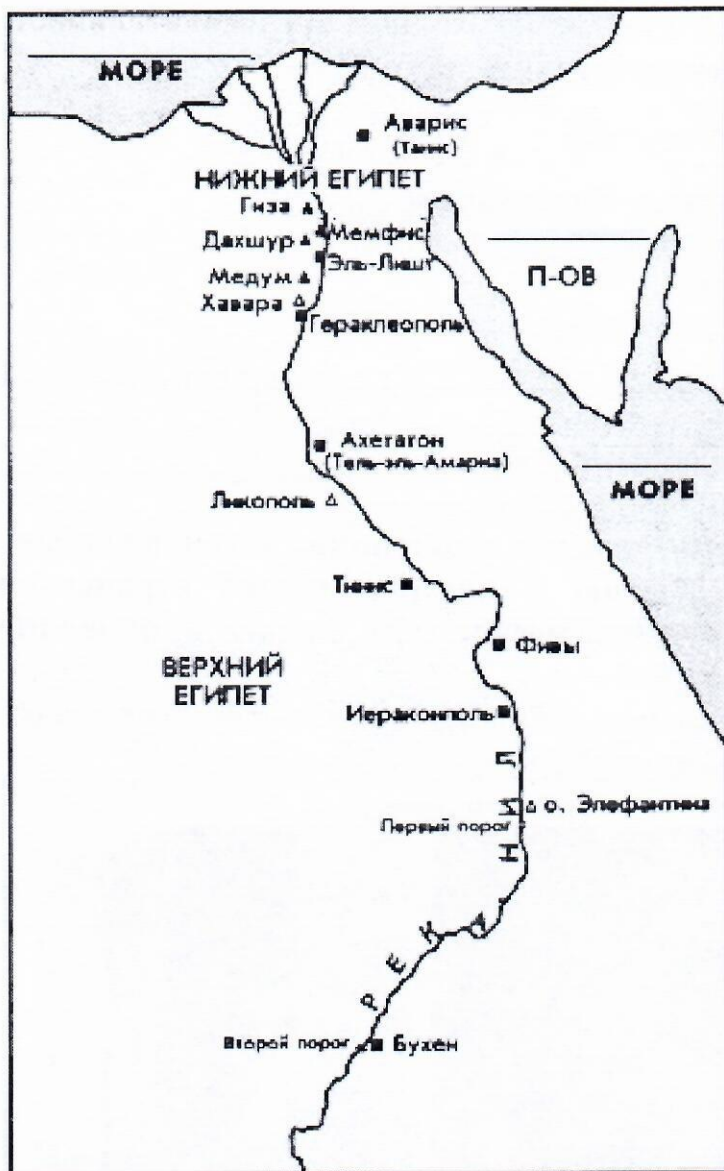 МОРЕ
Аварис
(Танис)
НИЖНИЙ ЕГИПЕТ
Гиза
Мемфис
Дахшур
Эль-Лишт
П-ОВ
Медум
Хавара
Гераклеополь
Ахетатон
(Тель-эль-Амарна)
МОРЕ
Ликополь
Тинис
Фивы
ВЕРХНИЙ
ЕГИПЕТ
Иераконполь
о. Элефантина
Первый порог
РЕКА
НИЛ
Второй порог
Бухен